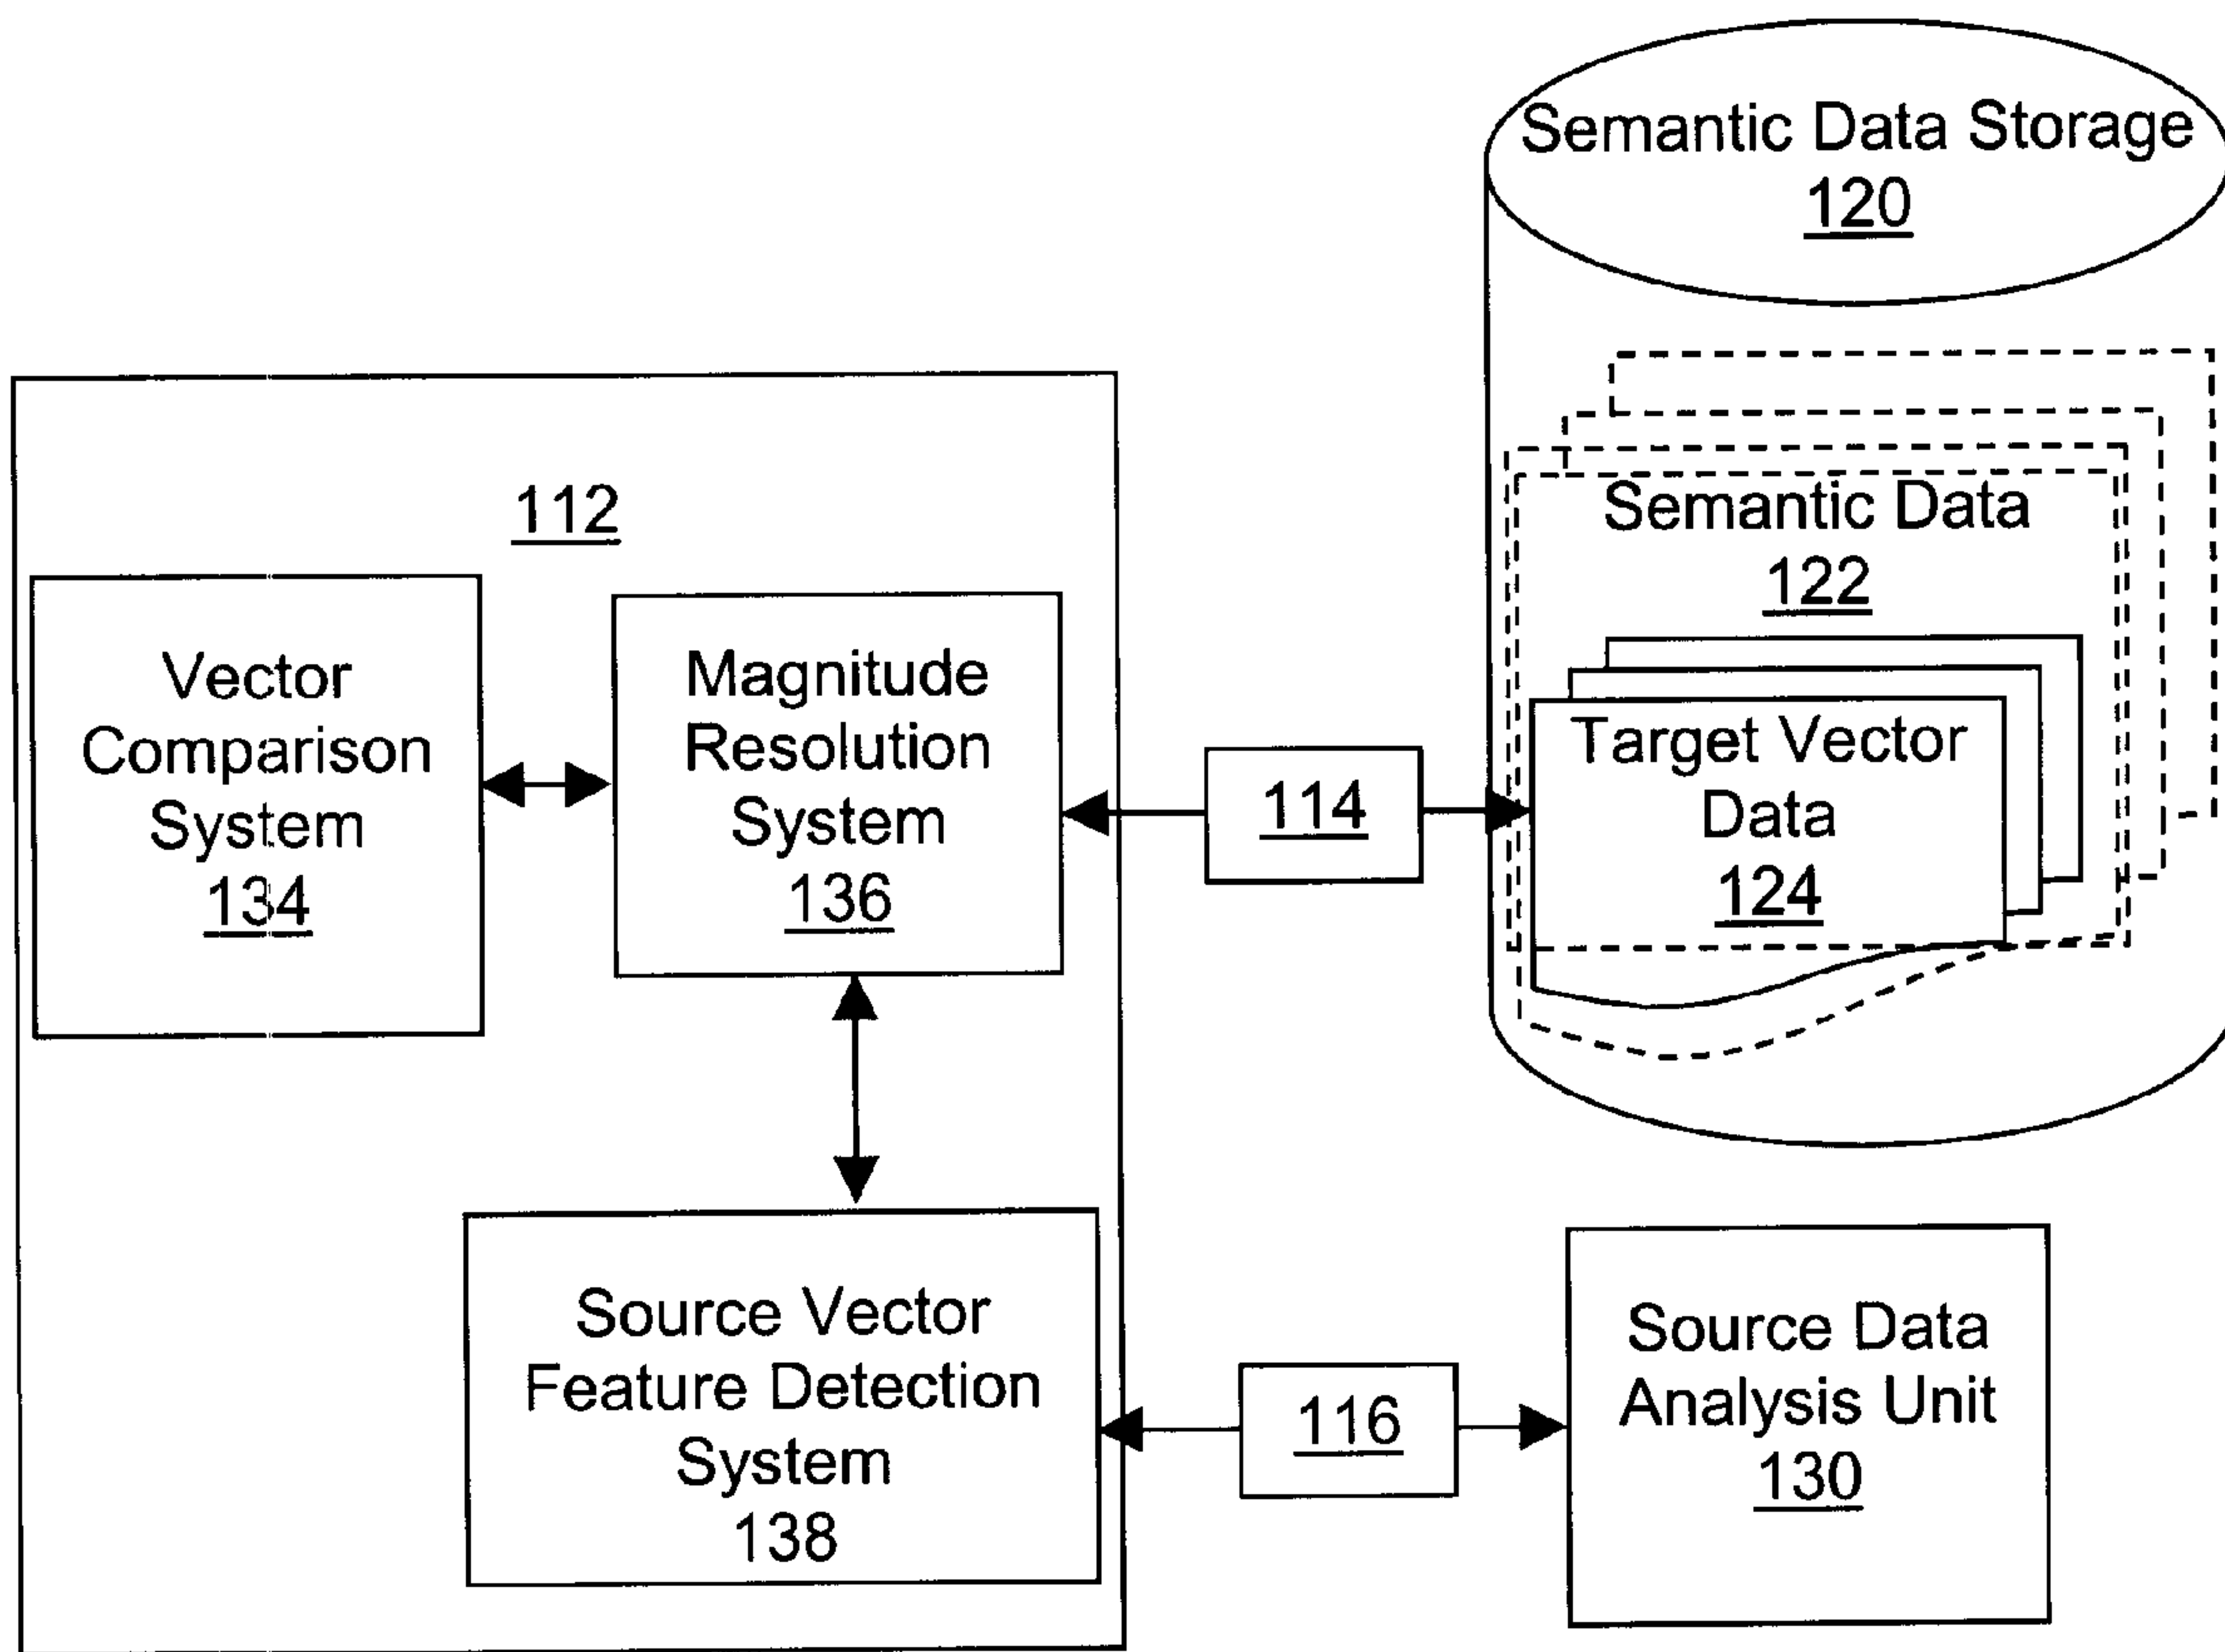 Semantic Data Storage
120
112
Semantic Data
122
Vector
Comparison
System
134
Magnitude
Resolution
System
136
114
Target Vector
Data
124
Source Vector
Feature Detection
System
138
116
Source Data
Analysis Unit
130